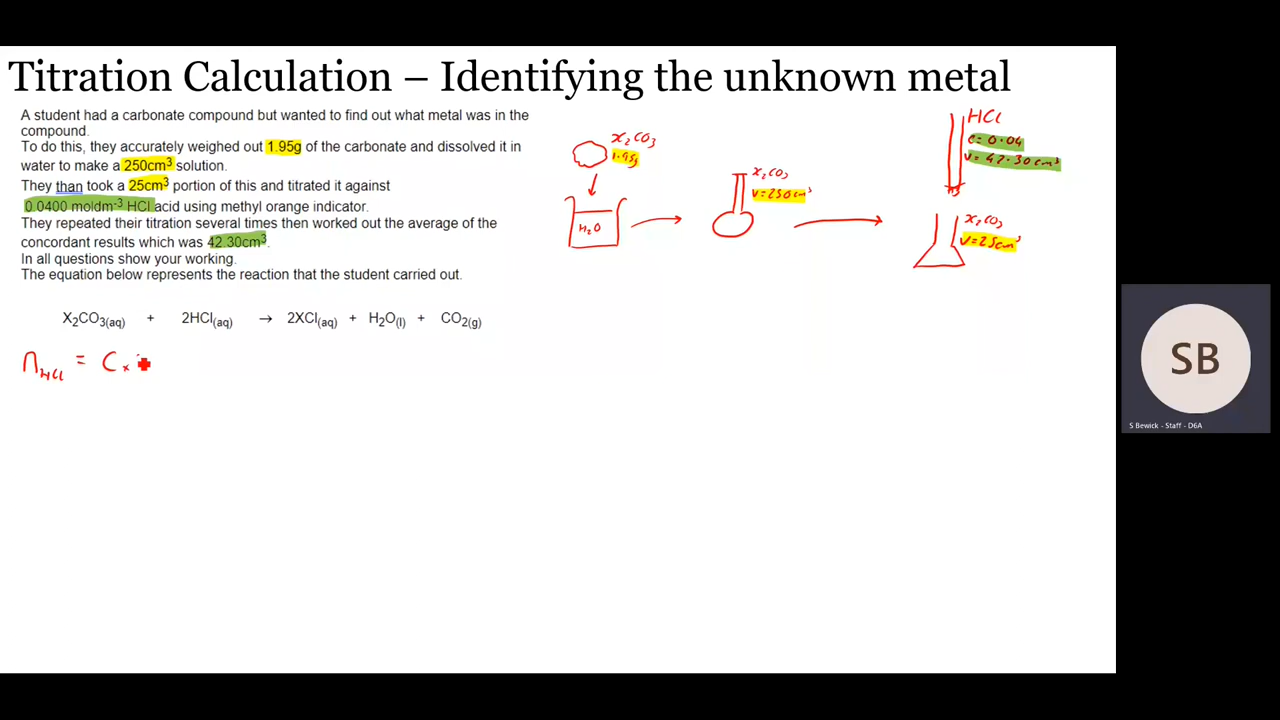 Titration Calculation – Identifying the unknown metal
A student had a carbonate compound but wanted to find out what metal was in the
compound.
To do this, they accurately weighed out 1.95g of the carbonate and dissolved it in
water to make a 250cm³ solution.
They than took a 25cm³ portion of this and titrated it against
0.0400 moldm⁻³ HCl acid using methyl orange indicator.
They repeated their titration several times then worked out the average of the
concordant results which was 42.30cm³.
In all questions show your working.
The equation below represents the reaction that the student carried out.
X₂CO₃(aq) + 2HCl(aq) → 2XCl(aq) + H₂O(l) + CO₂(g)
n HCl = C ×
X₂CO₃
1.95g
H₂O
X₂CO₃
V=250cm³
HCl
C=0.04
V=42.30cm³
X₂CO₃
V=25cm³
SB
S Bewick - Staff - D6A